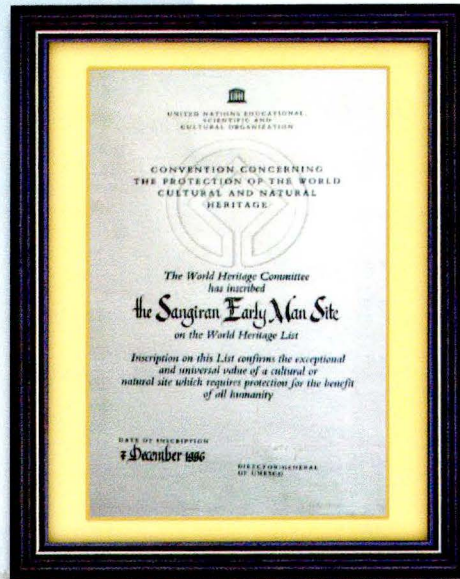 UNITED NATIONS EDUCATIONAL,
SCIENTIFIC AND
CULTURAL ORGANIZATION
CONVENTION CONCERNING
THE PROTECTION OF THE WORLD
CULTURAL AND NATURAL
HERITAGE
The World Heritage Committee
has inscribed
the Sangiran Early Man Site
on the World Heritage List
Inscription on this List confirms the exceptional
and universal value of a cultural or
natural site which requires protection for the benefit
of all humanity
DATE OF INSCRIPTION
7 December 1996
DIRECTOR-GENERAL
OF UNESCO